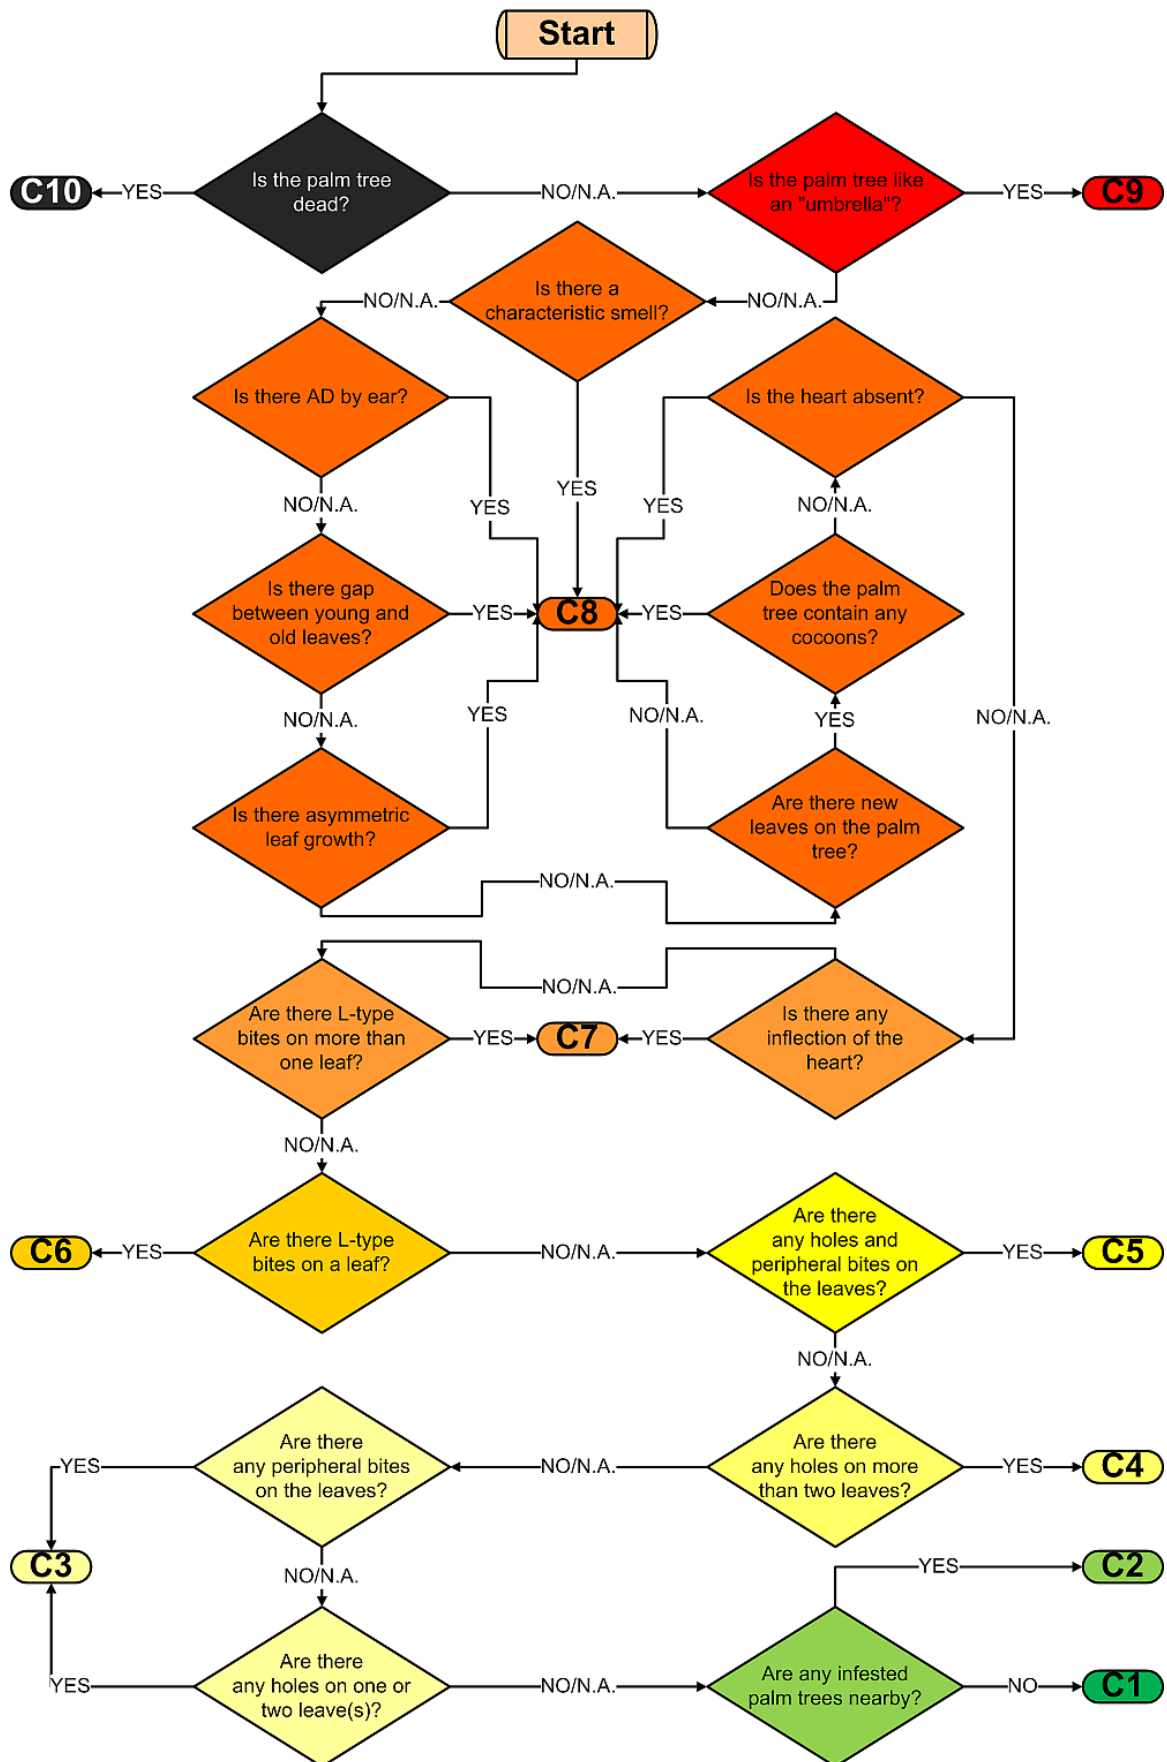 Start
Is the palm tree
dead?
YES
C10
NO/N.A.
Is the palm tree like
an "umbrella"?
YES
C9
NO/N.A.
Is there a
characteristic smell?
NO/N.A.
YES
Is there AD by ear?
YES
NO/N.A.
Is the heart absent?
YES
NO/N.A.
NO/N.A.
Is there gap
between young and
old leaves?
YES
C8
YES
Does the palm
tree contain any
cocoons?
NO/N.A.
YES
NO/N.A.
YES
Is there asymmetric
leaf growth?
Are there new
leaves on the palm
tree?
NO/N.A.
NO/N.A.
Are there L-type
bites on more than
one leaf?
YES
C7
YES
Is there any
inflection of the
heart?
NO/N.A.
Are there L-type
bites on a leaf?
YES
C6
NO/N.A.
Are there
any holes and
peripheral bites on
the leaves?
YES
C5
NO/N.A.
Are there
any holes on more
than two leaves?
YES
C4
NO/N.A.
Are there
any peripheral bites
on the leaves?
YES
C3
NO/N.A.
Are there
any holes on one or
two leave(s)?
YES
NO/N.A.
Are any infested
palm trees nearby?
YES
C2
NO
C1